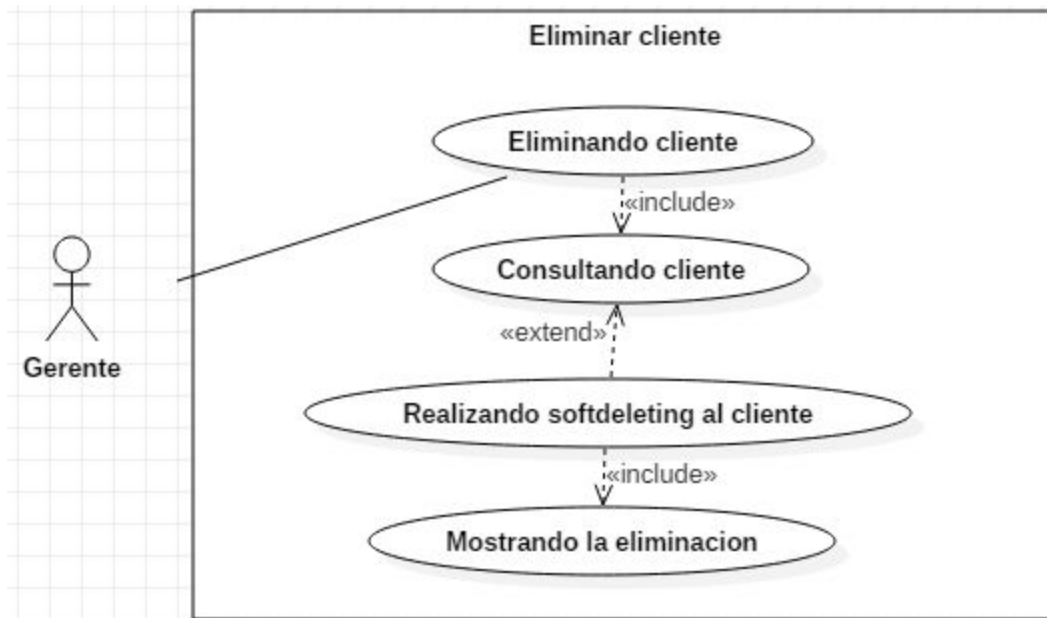 Eliminar cliente
Eliminando cliente
«include»
Consultando cliente
«extend»
Gerente
Realizando softdeleting al cliente
«include»
Mostrando la eliminacion